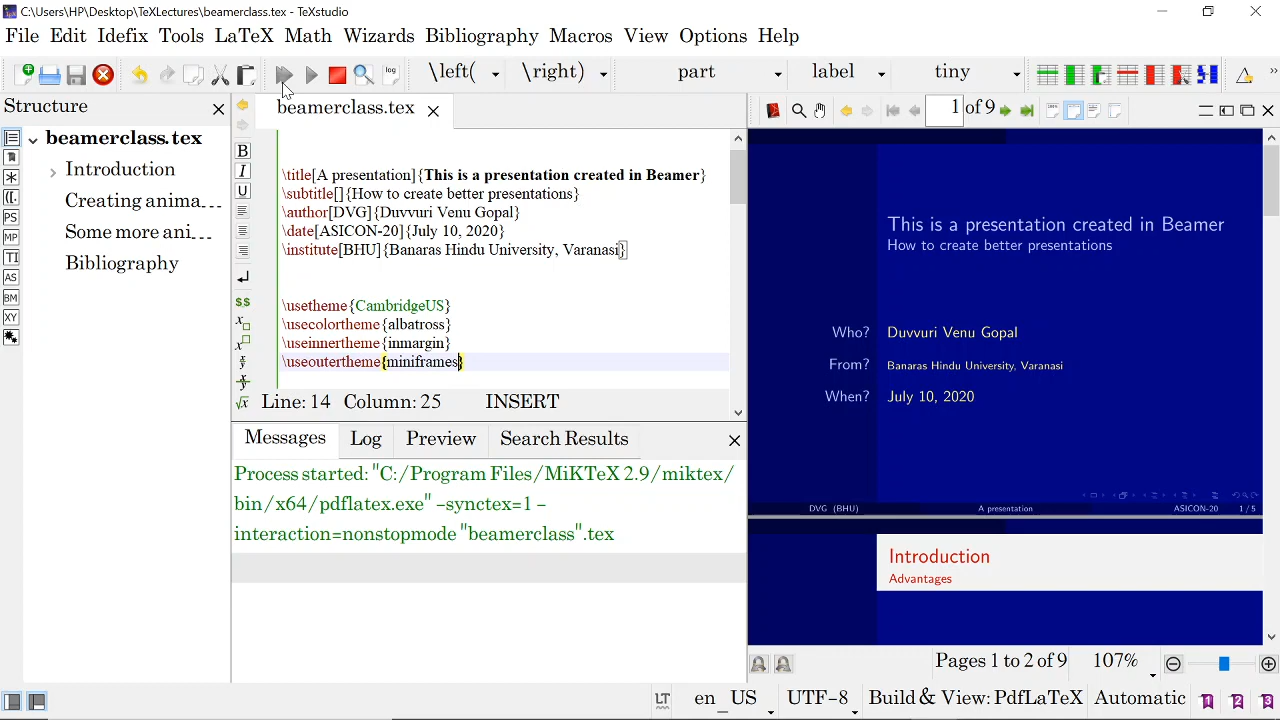 C:\Users\HP\Desktop\TeXLectures\beamerclass.tex - TeXstudio
File Edit Idefix Tools LaTeX Math Wizards Bibliography Macros View Options Help
\left( \right) part label tiny
Structure
beamerclass.tex
Introduction
Creating anima...
Some more ani...
Bibliography
beamerclass.tex
1 of 9
\title[A presentation]{This is a presentation created in Beamer}
\subtitle[]{How to create better presentations}
\author[DVG]{Duvvuri Venu Gopal}
\date[ASICON-20]{July 10, 2020}
\institute[BHU]{Banaras Hindu University, Varanasi}
\usetheme{CambridgeUS}
\usecolortheme{albatross}
\useinnertheme{inmargin}
\useoutertheme{miniframes}
Line: 14 Column: 25 INSERT
Messages Log Preview Search Results
Process started: "C:/Program Files/MiKTeX 2.9/miktex/
bin/x64/pdflatex.exe" -synctex=1 -
interaction=nonstopmode "beamerclass".tex
This is a presentation created in Beamer
How to create better presentations
Who? Duvvuri Venu Gopal
From? Banaras Hindu University, Varanasi
When? July 10, 2020
DVG (BHU) A presentation ASICON-20 1 / 5
Introduction
Advantages
Pages 1 to 2 of 9 107%
en_US UTF-8 Build & View: PdfLaTeX Automatic